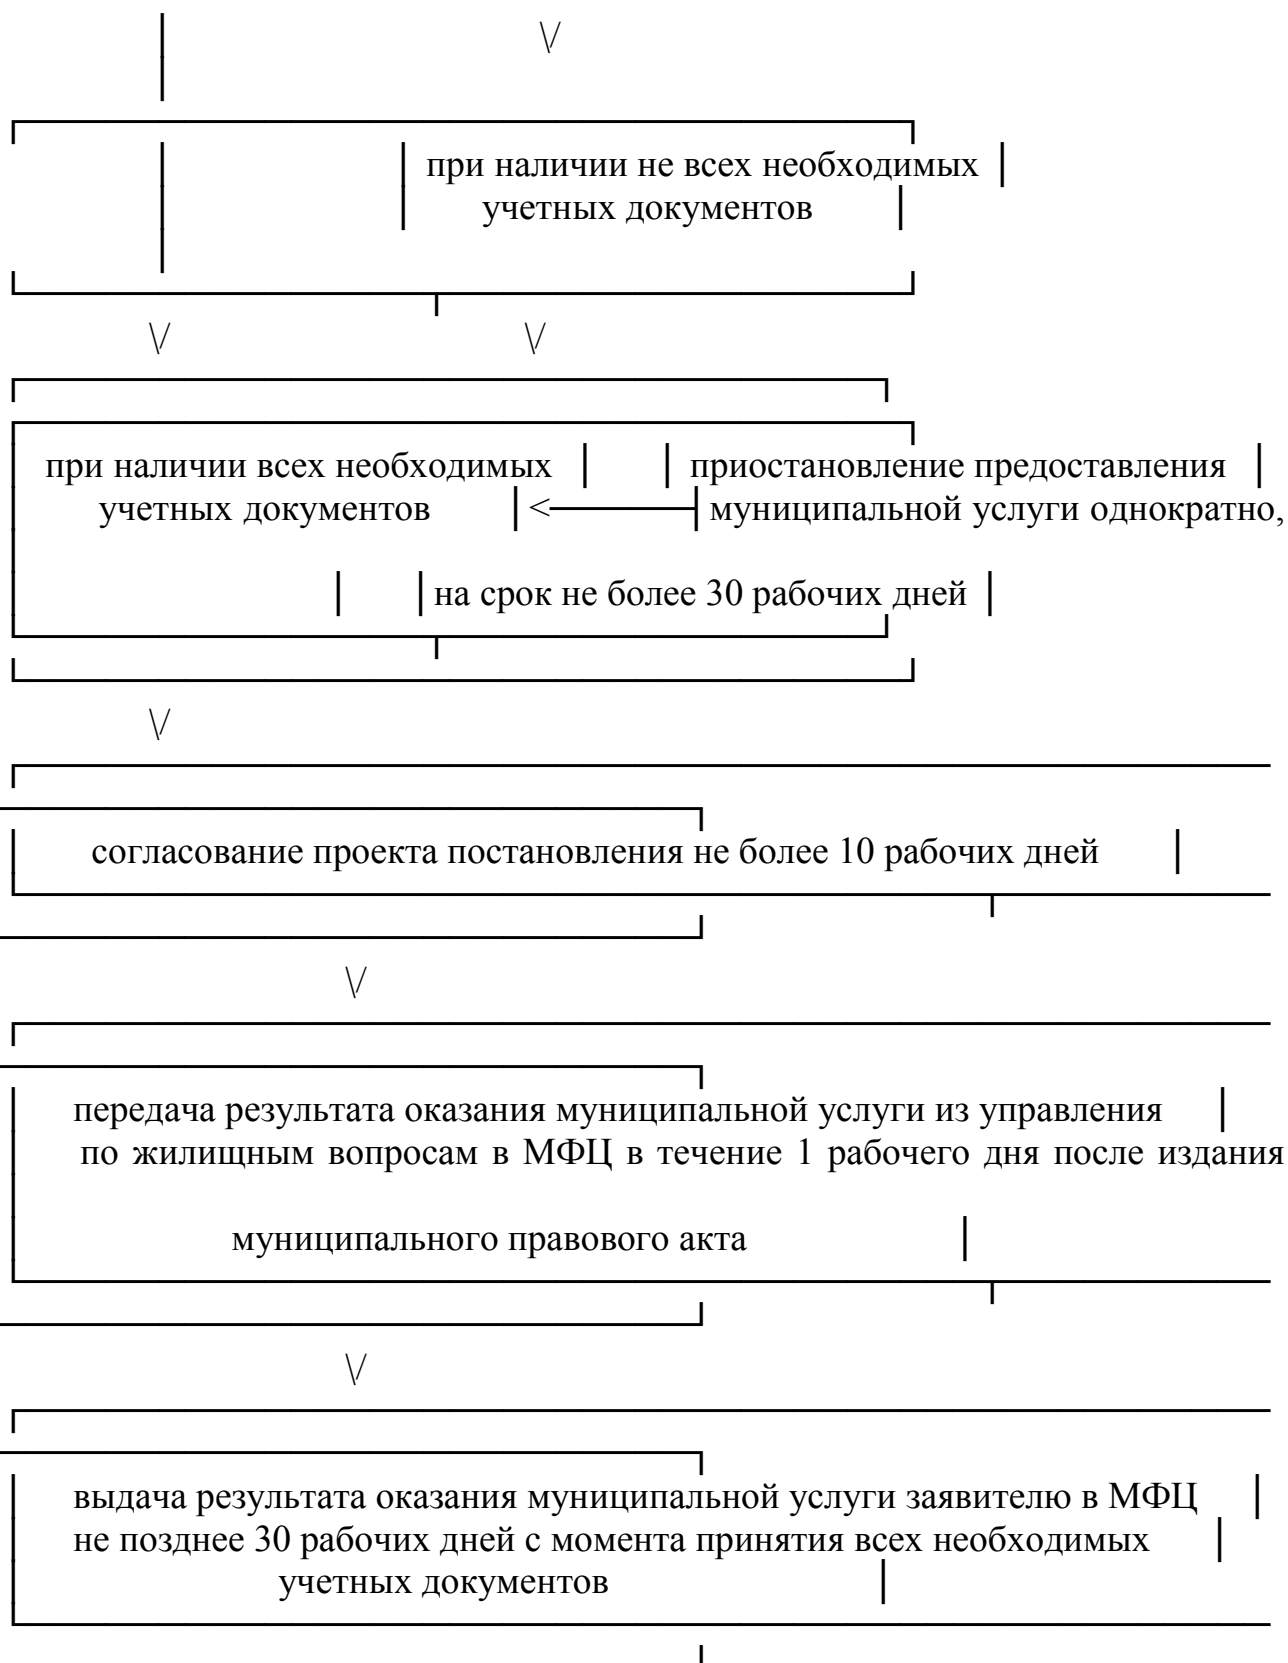 при наличии не всех необходимых
учетных документов
при наличии всех необходимых приостановление предоставления
учетных документов <─ муниципальной услуги однократно,
на срок не более 30 рабочих дней
согласование проекта постановления не более 10 рабочих дней
передача результата оказания муниципальной услуги из управления
по жилищным вопросам в МФЦ в течение 1 рабочего дня после издания
муниципального правового акта
выдача результата оказания муниципальной услуги заявителю в МФЦ
не позднее 30 рабочих дней с момента принятия всех необходимых
учетных документов